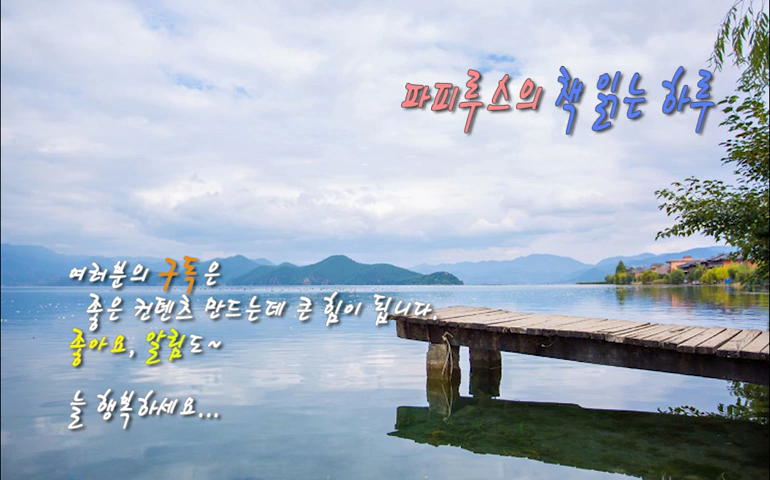 파피루스의 책 읽는 하루
여러분의 구독은
좋은 컨텐츠 만드는데 큰 힘이 됩니다.
좋아요, 알림도~
늘 행복하세요...